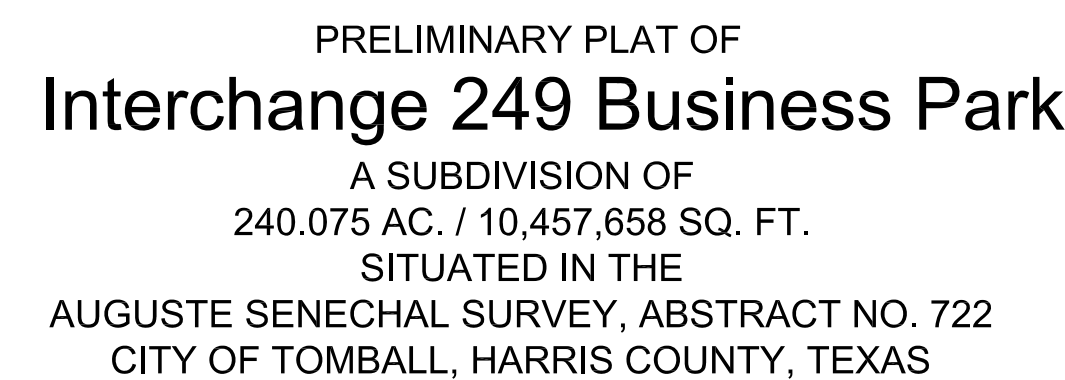 PRELIMINARY PLAT OF
Interchange 249 Business Park
A SUBDIVISION OF
240.075 AC. / 10,457,658 SQ. FT.
SITUATED IN THE
AUGUSTE SENECHAL SURVEY, ABSTRACT NO. 722
CITY OF TOMBALL, HARRIS COUNTY, TEXAS